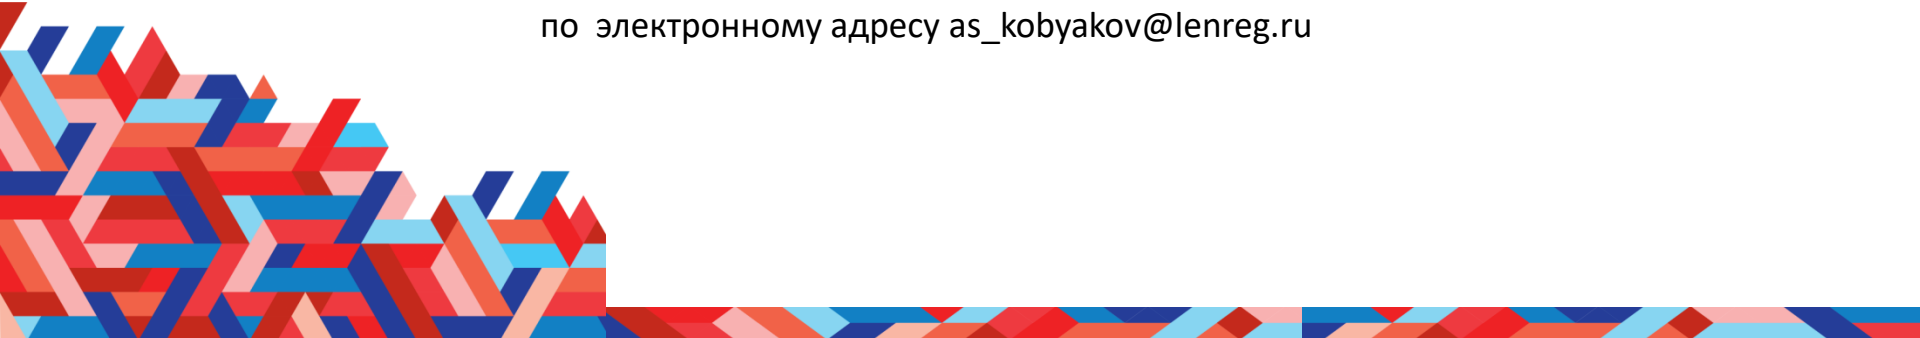 по электронному адресу as_kobyakov@lenreg.ru